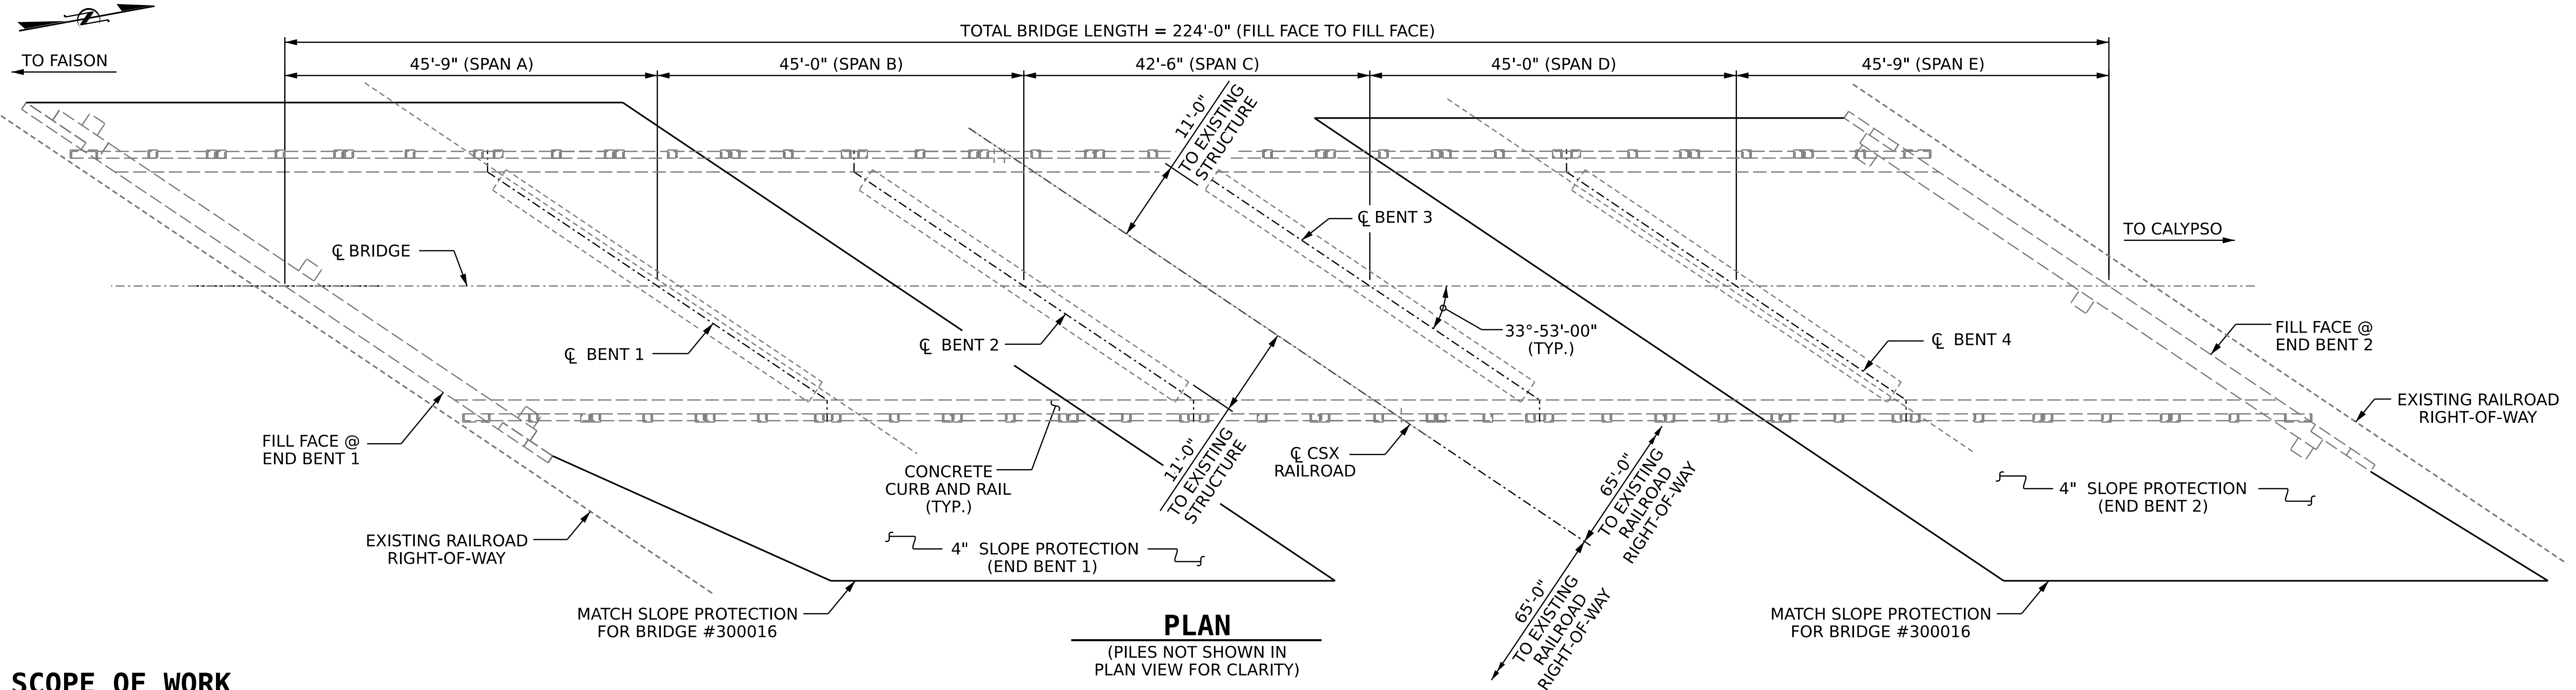 TOTAL BRIDGE LENGTH = 224'-0" (FILL FACE TO FILL FACE)
TO FAISON
45'-9" (SPAN A)
45'-0" (SPAN B)
42'-6" (SPAN C)
45'-0" (SPAN D)
45'-9" (SPAN E)
11'-0"
TO EXISTING
STRUCTURE
℄ BENT 3
TO CALYPSO
℄ BRIDGE
℄ BENT 1
℄ BENT 2
33°-53'-00"
(TYP.)
℄ BENT 4
FILL FACE @
END BENT 2
EXISTING RAILROAD
RIGHT-OF-WAY
FILL FACE @
END BENT 1
CONCRETE
CURB AND RAIL
(TYP.)
11'-0"
TO EXISTING
STRUCTURE
℄ CSX
RAILROAD
65'-0"
TO EXISTING
RAILROAD
RIGHT-OF-WAY
4" SLOPE PROTECTION
(END BENT 2)
EXISTING RAILROAD
RIGHT-OF-WAY
4" SLOPE PROTECTION
(END BENT 1)
65'-0"
TO EXISTING
RAILROAD
RIGHT-OF-WAY
MATCH SLOPE PROTECTION
FOR BRIDGE #300016
MATCH SLOPE PROTECTION
FOR BRIDGE #300016
PLAN
(PILES NOT SHOWN IN
PLAN VIEW FOR CLARITY)
SCOPE OF WORK